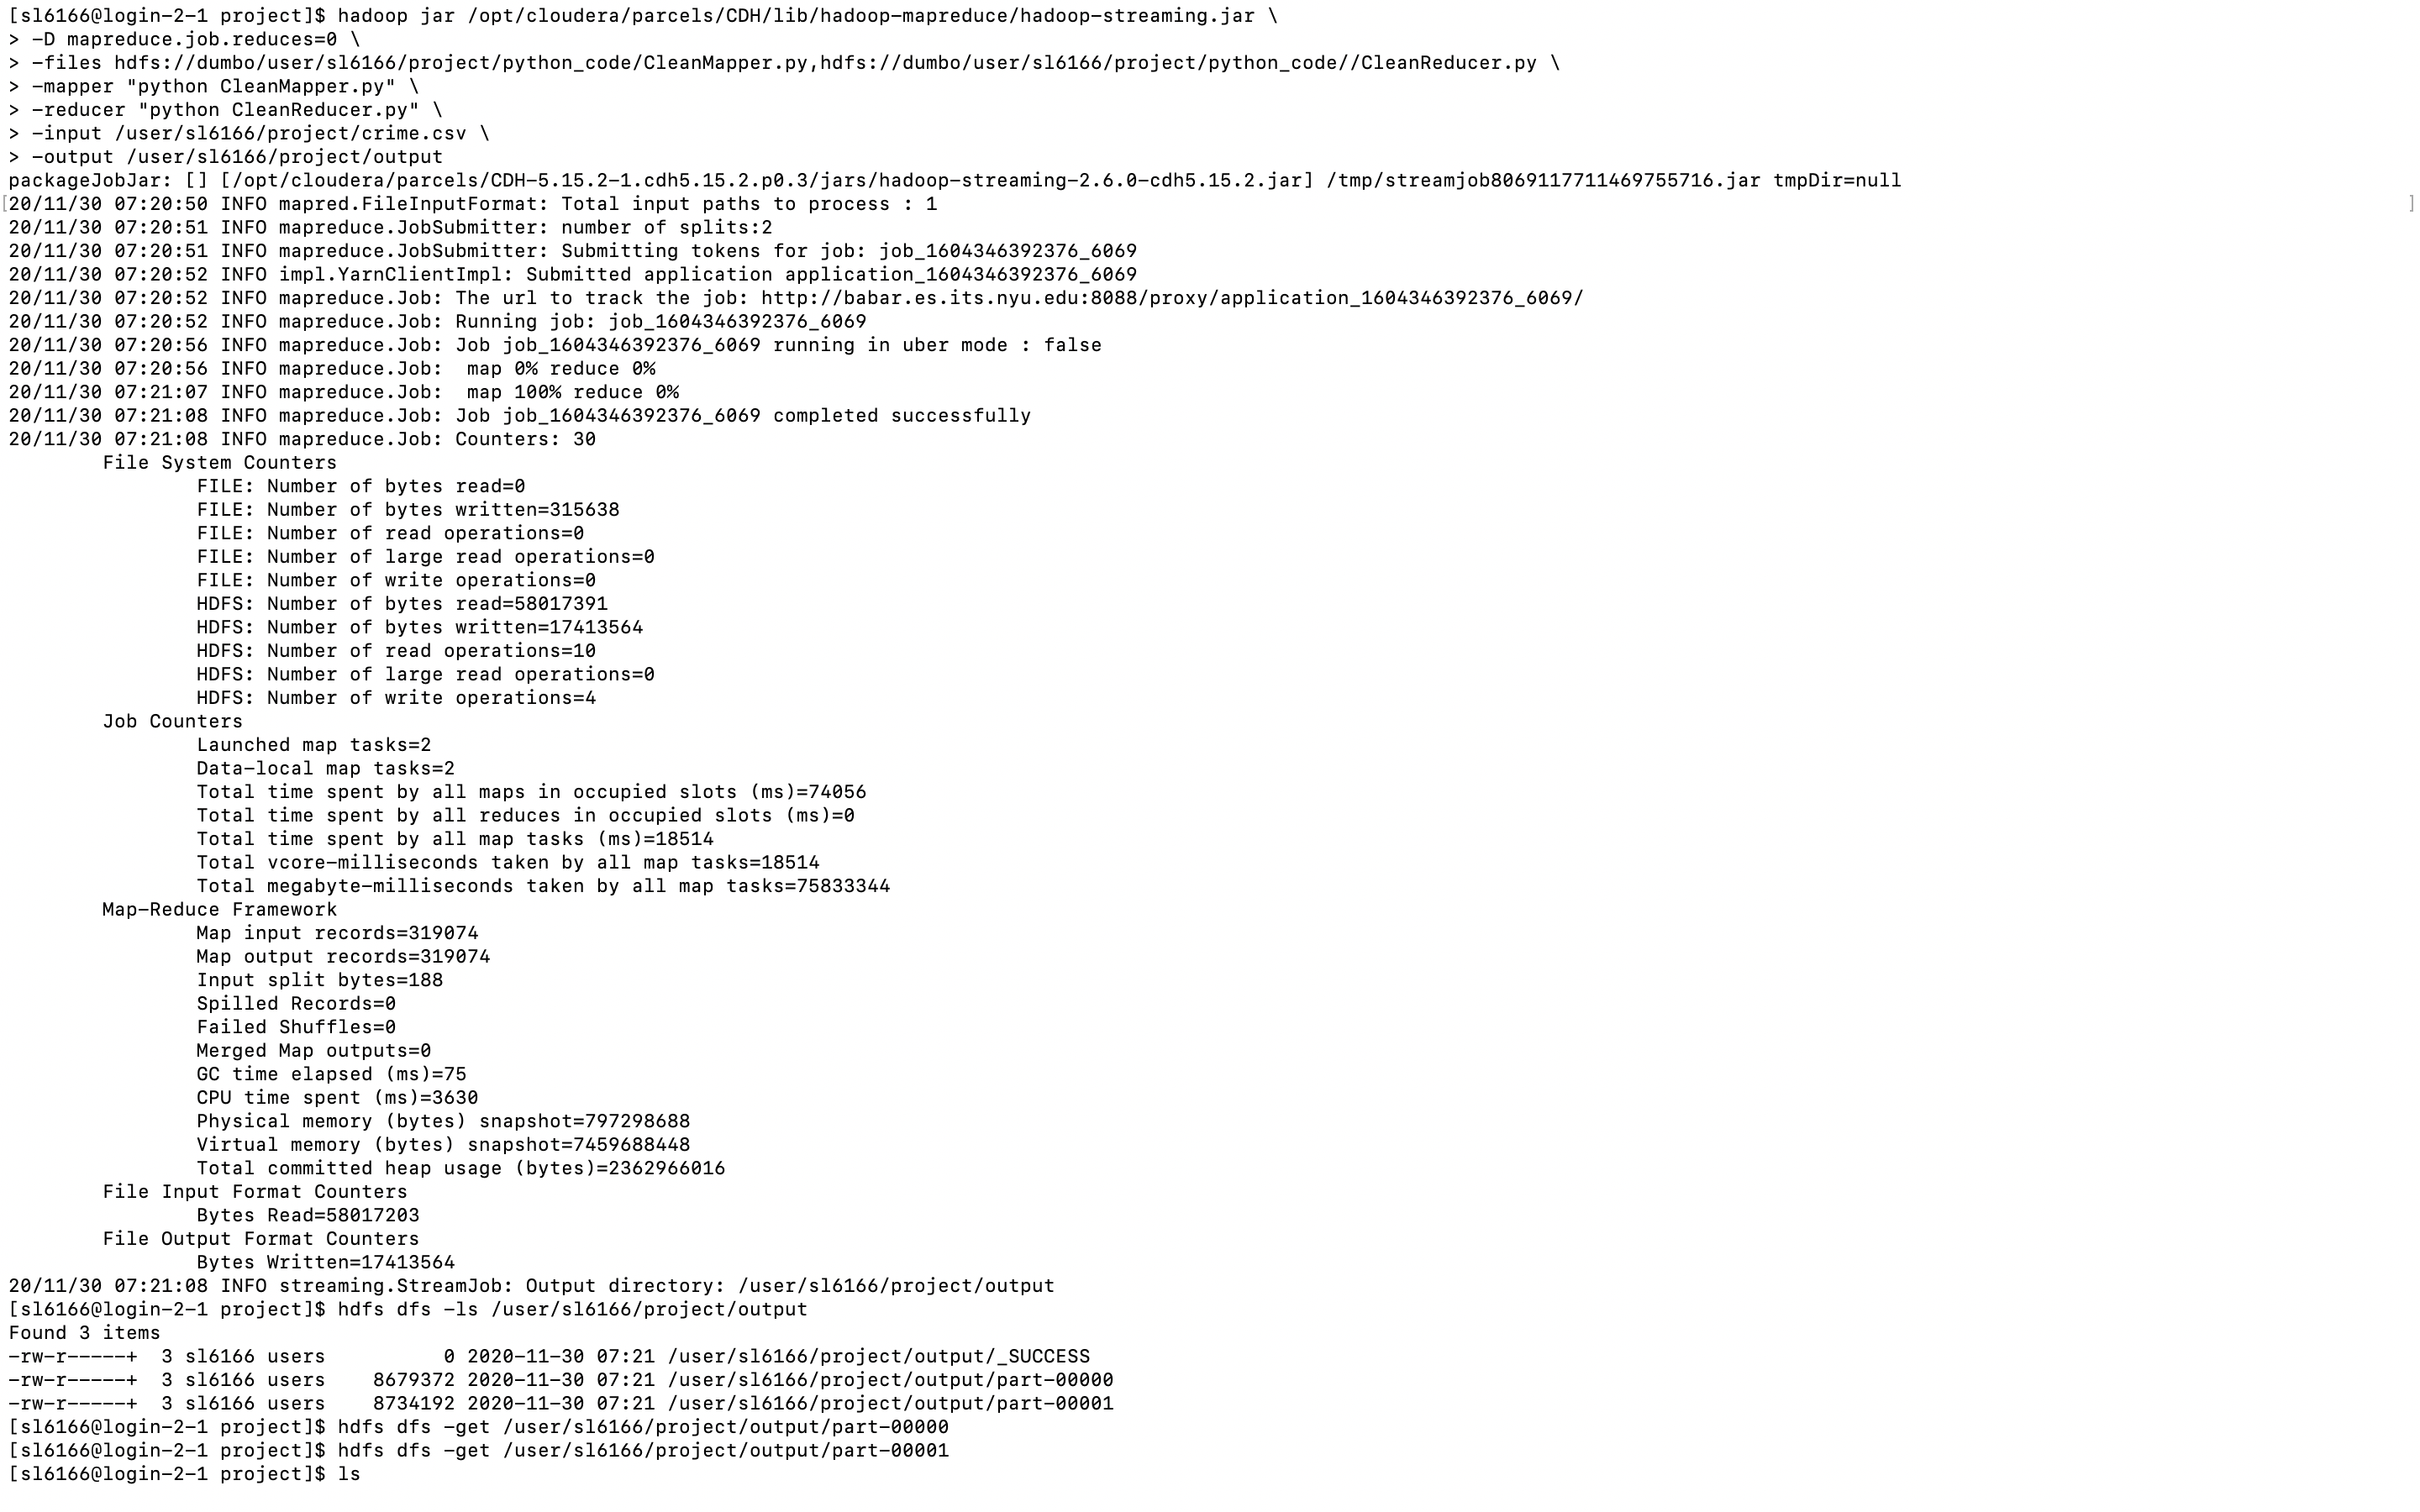 [sl6166@login-2-1 project]$ hadoop jar /opt/cloudera/parcels/CDH/lib/hadoop-mapreduce/hadoop-streaming.jar \
> -D mapreduce.job.reduces=0 \
> -files hdfs://dumbo/user/sl6166/project/python_code/CleanMapper.py,hdfs://dumbo/user/sl6166/project/python_code//CleanReducer.py \
> -mapper "python CleanMapper.py" \
> -reducer "python CleanReducer.py" \
> -input /user/sl6166/project/crime.csv \
> -output /user/sl6166/project/output
packageJobJar: [] [/opt/cloudera/parcels/CDH-5.15.2-1.cdh5.15.2.p0.3/jars/hadoop-streaming-2.6.0-cdh5.15.2.jar] /tmp/streamjob8069117711469755716.jar tmpDir=null
[20/11/30 07:20:50 INFO mapred.FileInputFormat: Total input paths to process : 1 ]
20/11/30 07:20:51 INFO mapreduce.JobSubmitter: number of splits:2
20/11/30 07:20:51 INFO mapreduce.JobSubmitter: Submitting tokens for job: job_1604346392376_6069
20/11/30 07:20:52 INFO impl.YarnClientImpl: Submitted application application_1604346392376_6069
20/11/30 07:20:52 INFO mapreduce.Job: The url to track the job: http://babar.es.its.nyu.edu:8088/proxy/application_1604346392376_6069/
20/11/30 07:20:52 INFO mapreduce.Job: Running job: job_1604346392376_6069
20/11/30 07:20:56 INFO mapreduce.Job: Job job_1604346392376_6069 running in uber mode : false
20/11/30 07:20:56 INFO mapreduce.Job:  map 0% reduce 0%
20/11/30 07:21:07 INFO mapreduce.Job:  map 100% reduce 0%
20/11/30 07:21:08 INFO mapreduce.Job: Job job_1604346392376_6069 completed successfully
20/11/30 07:21:08 INFO mapreduce.Job: Counters: 30
File System Counters
FILE: Number of bytes read=0
FILE: Number of bytes written=315638
FILE: Number of read operations=0
FILE: Number of large read operations=0
FILE: Number of write operations=0
HDFS: Number of bytes read=58017391
HDFS: Number of bytes written=17413564
HDFS: Number of read operations=10
HDFS: Number of large read operations=0
HDFS: Number of write operations=4
Job Counters
Launched map tasks=2
Data-local map tasks=2
Total time spent by all maps in occupied slots (ms)=74056
Total time spent by all reduces in occupied slots (ms)=0
Total time spent by all map tasks (ms)=18514
Total vcore-milliseconds taken by all map tasks=18514
Total megabyte-milliseconds taken by all map tasks=75833344
Map-Reduce Framework
Map input records=319074
Map output records=319074
Input split bytes=188
Spilled Records=0
Failed Shuffles=0
Merged Map outputs=0
GC time elapsed (ms)=75
CPU time spent (ms)=3630
Physical memory (bytes) snapshot=797298688
Virtual memory (bytes) snapshot=7459688448
Total committed heap usage (bytes)=2362966016
File Input Format Counters
Bytes Read=58017203
File Output Format Counters
Bytes Written=17413564
20/11/30 07:21:08 INFO streaming.StreamJob: Output directory: /user/sl6166/project/output
[sl6166@login-2-1 project]$ hdfs dfs -ls /user/sl6166/project/output
Found 3 items
-rw-r-----+  3 sl6166 users          0 2020-11-30 07:21 /user/sl6166/project/output/_SUCCESS
-rw-r-----+  3 sl6166 users    8679372 2020-11-30 07:21 /user/sl6166/project/output/part-00000
-rw-r-----+  3 sl6166 users    8734192 2020-11-30 07:21 /user/sl6166/project/output/part-00001
[sl6166@login-2-1 project]$ hdfs dfs -get /user/sl6166/project/output/part-00000
[sl6166@login-2-1 project]$ hdfs dfs -get /user/sl6166/project/output/part-00001
[sl6166@login-2-1 project]$ ls